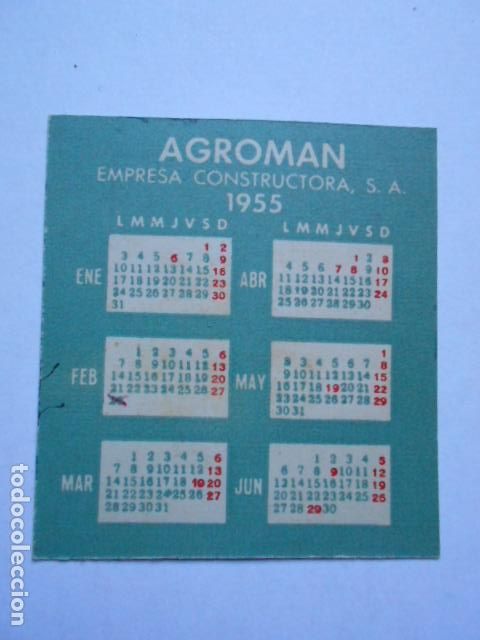 AGROMAN
EMPRESA CONSTRUCTORA, S. A.
1955
L M M J V S D
ENE
1 2
3 4 5 6 7 8 9
10 11 12 13 14 15 16
17 18 19 20 21 22 23
24 25 26 27 28 29 30
31
L M M J V S D
ABR
1 2 3
4 5 6 7 8 9 10
11 12 13 14 15 16 17
18 19 20 21 22 23 24
25 26 27 28 29 30
FEB
1 2 3 4 5 6
7 8 9 10 11 12 13
14 15 16 17 18 19 20
21 22 23 24 25 26 27
MAY
1
2 3 4 5 6 7 8
9 10 11 12 13 14 15
16 17 18 19 20 21 22
23 24 25 26 27 28 29
30 31
MAR
1 2 3 4 5 6
7 8 9 10 11 12 13
14 15 16 17 18 19 20
21 22 23 24 25 26 27
28 29 30 31
JUN
1 2 3 4 5
6 7 8 9 10 11 12
13 14 15 16 17 18 19
20 21 22 23 24 25 26
27 28 29 30
todocoleccion
todocoleccion.net